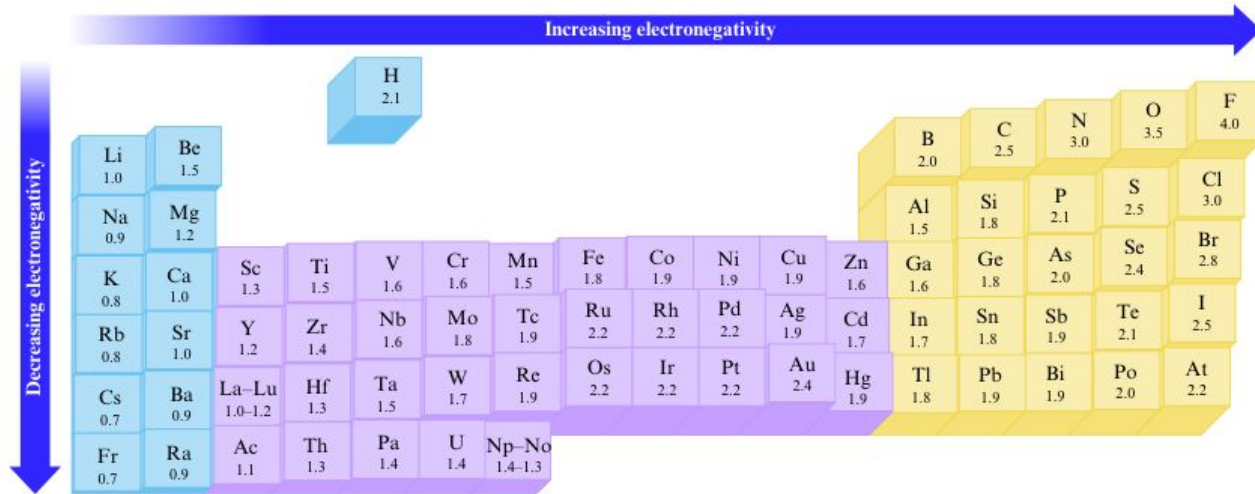 Increasing electronegativity
Decreasing electronegativity
H
2.1
Li
1.0
Be
1.5
B
2.0
C
2.5
N
3.0
O
3.5
F
4.0
Na
0.9
Mg
1.2
Al
1.5
Si
1.8
P
2.1
S
2.5
Cl
3.0
K
0.8
Ca
1.0
Sc
1.3
Ti
1.5
V
1.6
Cr
1.6
Mn
1.5
Fe
1.8
Co
1.9
Ni
1.9
Cu
1.9
Zn
1.6
Ga
1.6
Ge
1.8
As
2.0
Se
2.4
Br
2.8
Rb
0.8
Sr
1.0
Y
1.2
Zr
1.4
Nb
1.6
Mo
1.8
Tc
1.9
Ru
2.2
Rh
2.2
Pd
2.2
Ag
1.9
Cd
1.7
In
1.7
Sn
1.8
Sb
1.9
Te
2.1
I
2.5
Cs
0.7
Ba
0.9
La–Lu
1.0–1.2
Hf
1.3
Ta
1.5
W
1.7
Re
1.9
Os
2.2
Ir
2.2
Pt
2.2
Au
2.4
Hg
1.9
Tl
1.8
Pb
1.9
Bi
1.9
Po
2.0
At
2.2
Fr
0.7
Ra
0.9
Ac
1.1
Th
1.3
Pa
1.4
U
1.4
Np–No
1.4–1.3